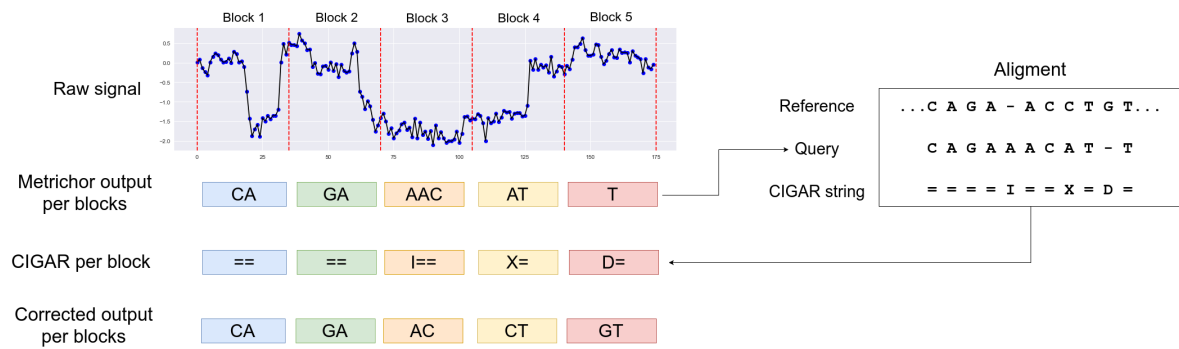 Block 1 Block 2 Block 3 Block 4 Block 5
0.5
0.0
−0.5
−1.0
−1.5
−2.0
0 25 50 75 100 125 150 175
Raw signal
Aligment
Reference ...C A G A - A C C T G T...
Query C A G A A A C A T - T
CIGAR string = = = = I = = X = D =
Metrichor output
per blocks
CA GA AAC AT T
CIGAR per block == == I== X= D=
Corrected output
per blocks
CA GA AC CT GT